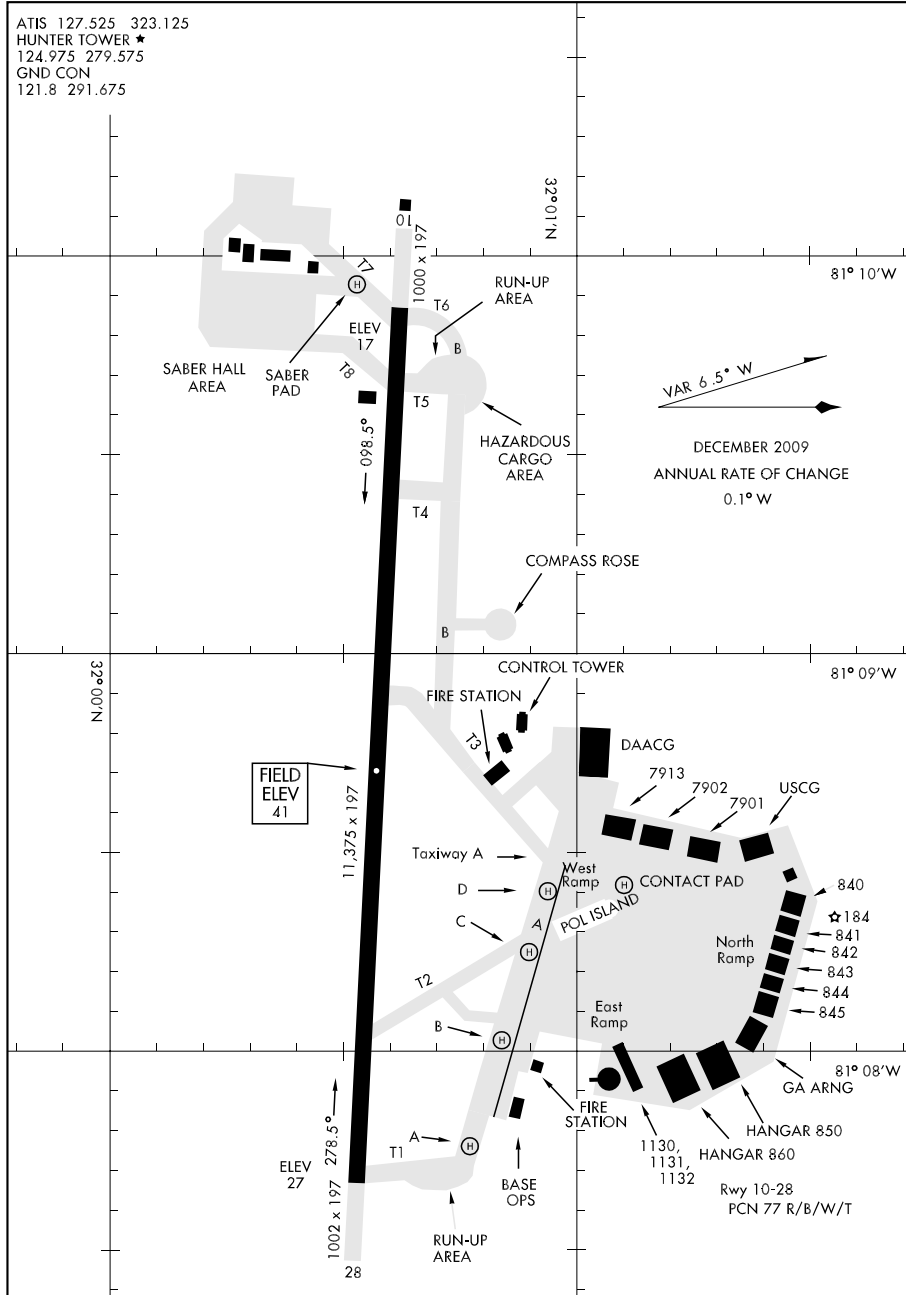 ATIS 127.525 323.125
HUNTER TOWER ★
124.975 279.575
GND CON
121.8 291.675
32° 01'N
01
1000 x 197
81° 10'W
T7
H
RUN-UP
AREA
T6
B
ELEV
17
SABER HALL
AREA
SABER
PAD
T8
T5
VAR 6.5° W
098.5°
HAZARDOUS
CARGO
AREA
DECEMBER 2009
ANNUAL RATE OF CHANGE
0.1° W
T4
COMPASS ROSE
B
32° 00'N
81° 09'W
CONTROL TOWER
FIRE STATION
T3
DAACG
FIELD
ELEV
41
11,375 x 197
7913
7902
7901
USCG
Taxiway A
West
Ramp
D
H
H
CONTACT PAD
840
POL ISLAND
A
C
H
☆ 184
841
842
843
844
845
North
Ramp
T2
East
Ramp
B
H
81° 08'W
FIRE
STATION
GA ARNG
HANGAR 850
HANGAR 860
1130,
1131,
1132
278.5°
A
H
T1
BASE
OPS
ELEV
27
1002 x 197
Rwy 10-28
PCN 77 R/B/W/T
RUN-UP
AREA
28